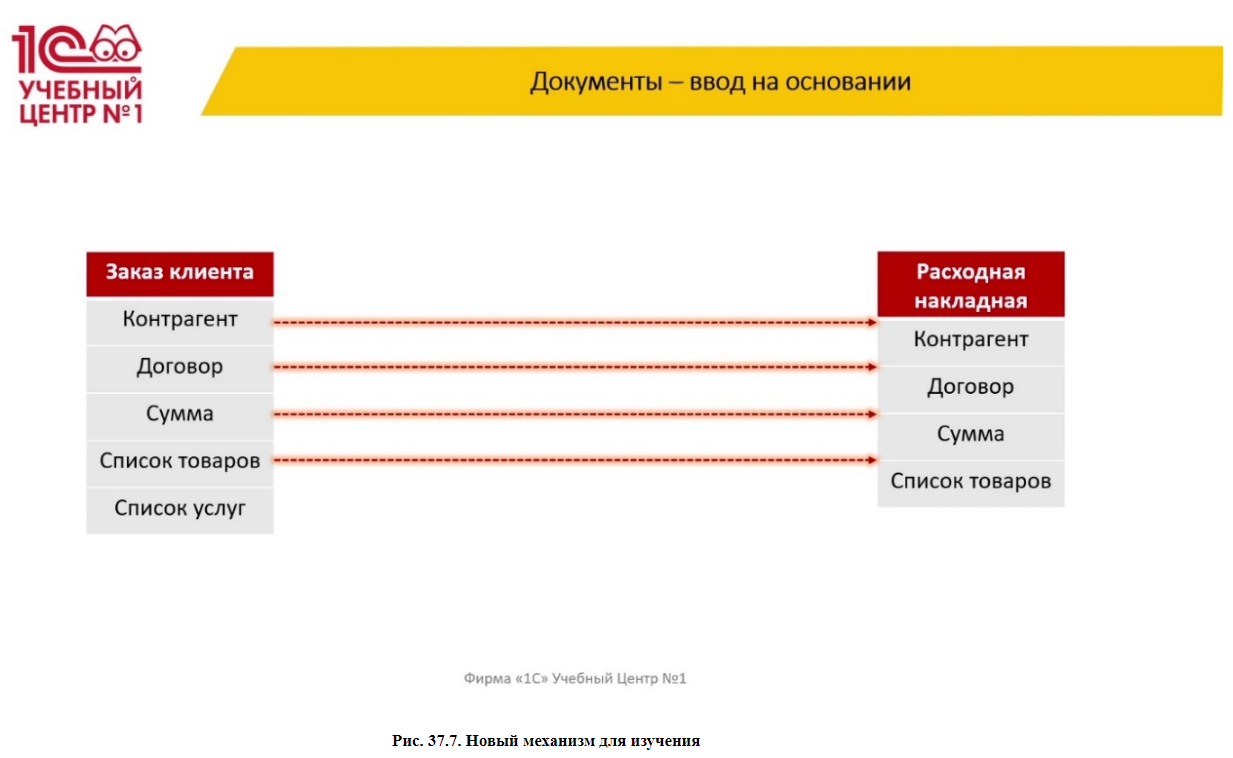 1С
УЧЕБНЫЙ
ЦЕНТР №1
Документы – ввод на основании
Заказ клиента
Контрагент
Договор
Сумма
Список товаров
Список услуг
Расходная
накладная
Контрагент
Договор
Сумма
Список товаров
Фирма «1С» Учебный Центр №1
Рис. 37.7. Новый механизм для изучения